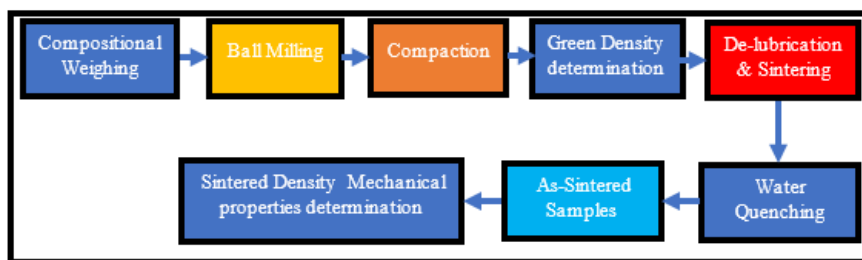 Compositional
Weighing
Ball Milling
Compaction
Green Density
determination
De-lubrication
& Sintering
Water
Quenching
As-Sintered
Samples
Sintered Density Mechanical
properties determination